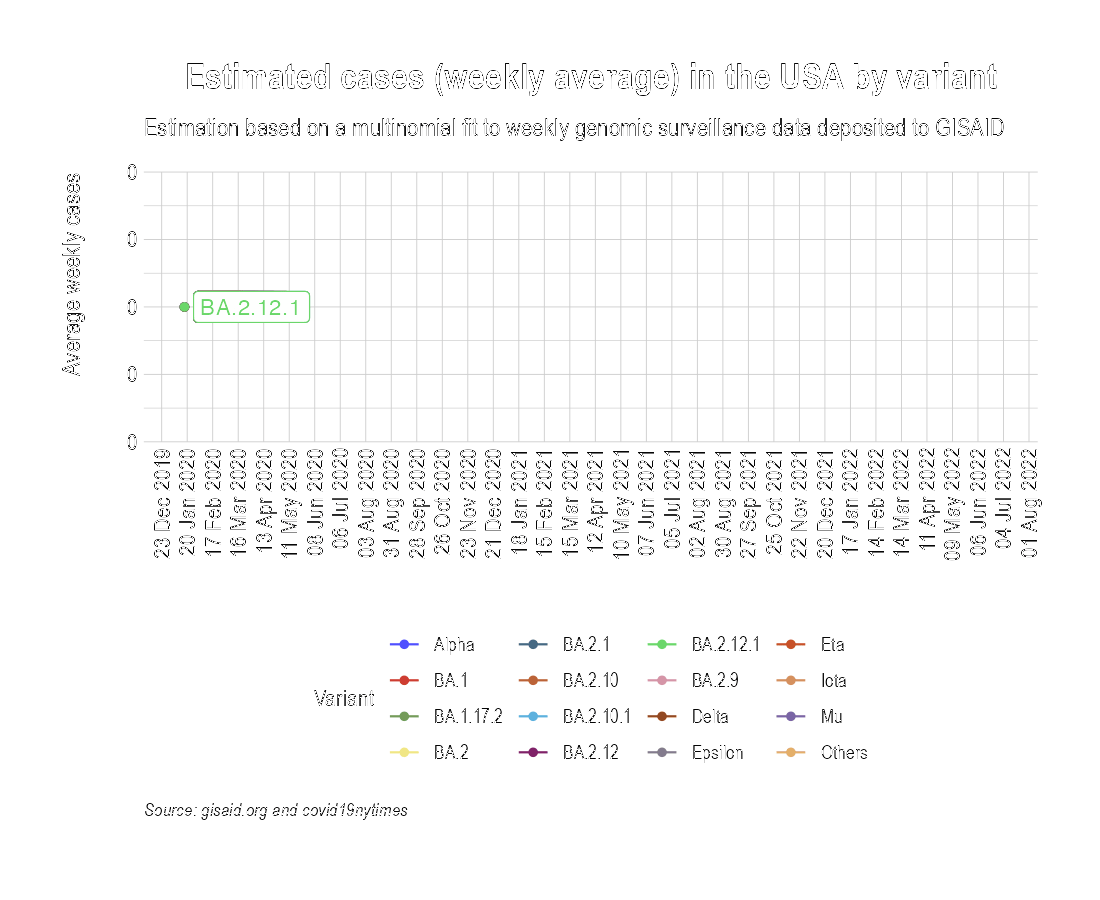 Estimated cases (weekly average) in the USA by variant
Estimation based on a multinomial fit to weekly genomic surveillance data deposited to GISAID
Average weekly cases
0
0
0
0
0
BA.2.12.1
23 Dec 2019
20 Jan 2020
17 Feb 2020
16 Mar 2020
13 Apr 2020
11 May 2020
08 Jun 2020
06 Jul 2020
03 Aug 2020
31 Aug 2020
28 Sep 2020
26 Oct 2020
23 Nov 2020
21 Dec 2020
18 Jan 2021
15 Feb 2021
15 Mar 2021
12 Apr 2021
10 May 2021
07 Jun 2021
05 Jul 2021
02 Aug 2021
30 Aug 2021
27 Sep 2021
25 Oct 2021
22 Nov 2021
20 Dec 2021
17 Jan 2022
14 Feb 2022
14 Mar 2022
11 Apr 2022
09 May 2022
06 Jun 2022
04 Jul 2022
01 Aug 2022
Variant
Alpha
BA.1
BA.1.17.2
BA.2
BA.2.1
BA.2.10
BA.2.10.1
BA.2.12
BA.2.12.1
BA.2.9
Delta
Epsilon
Eta
Iota
Mu
Others
Source: gisaid.org and covid19nytimes